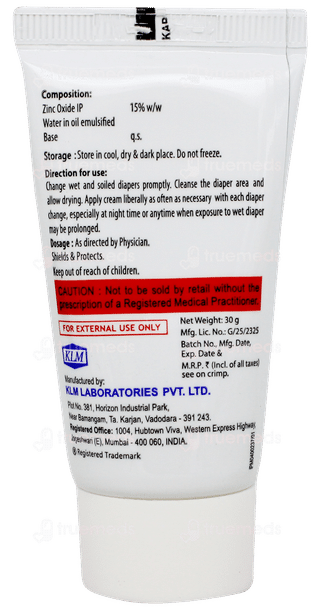 Composition:
Zinc Oxide IP 15% w/w
Water in oil emulsified
Base q.s.
Storage : Store in cool, dry & dark place. Do not freeze.
Direction for use:
Change wet and soiled diapers promptly. Cleanse the diaper area and
allow drying. Apply cream liberally as often as necessary with each diaper
change, especially at night time or anytime when exposure to wet diaper
may be prolonged.
Dosage : As directed by Physician.
Shields & Protects.
Keep out of reach of children.
CAUTION : Not to be sold by retail without the
prescription of a Registered Medical Practitioner.
FOR EXTERNAL USE ONLY
Net Weight: 30 g
Mfg. Lic. No.: G/25/2325
Batch No., Mfg. Date,
Exp. Date &
M.R.P. ₹ (Incl. of all taxes)
see on crimp.
KLM
Manufactured by:
KLM LABORATORIES PVT. LTD.
Plot No. 381, Horizon Industrial Park,
Near Bamangam, Ta. Karjan, Vadodara - 391 243.
Registered Office: 1004, Hubtown Viva, Western Express Highway,
Jogeshwari (E), Mumbai - 400 060, INDIA.
® Registered Trademark
truemeds